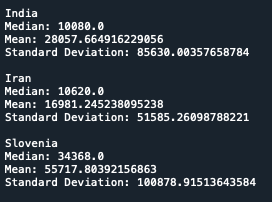 India
Median: 10080.0
Mean: 28057.664916229056
Standard Deviation: 85630.00357658784
Iran
Median: 10620.0
Mean: 16981.245238095238
Standard Deviation: 51585.26098788221
Slovenia
Median: 34368.0
Mean: 55717.80392156863
Standard Deviation: 100878.91513643584